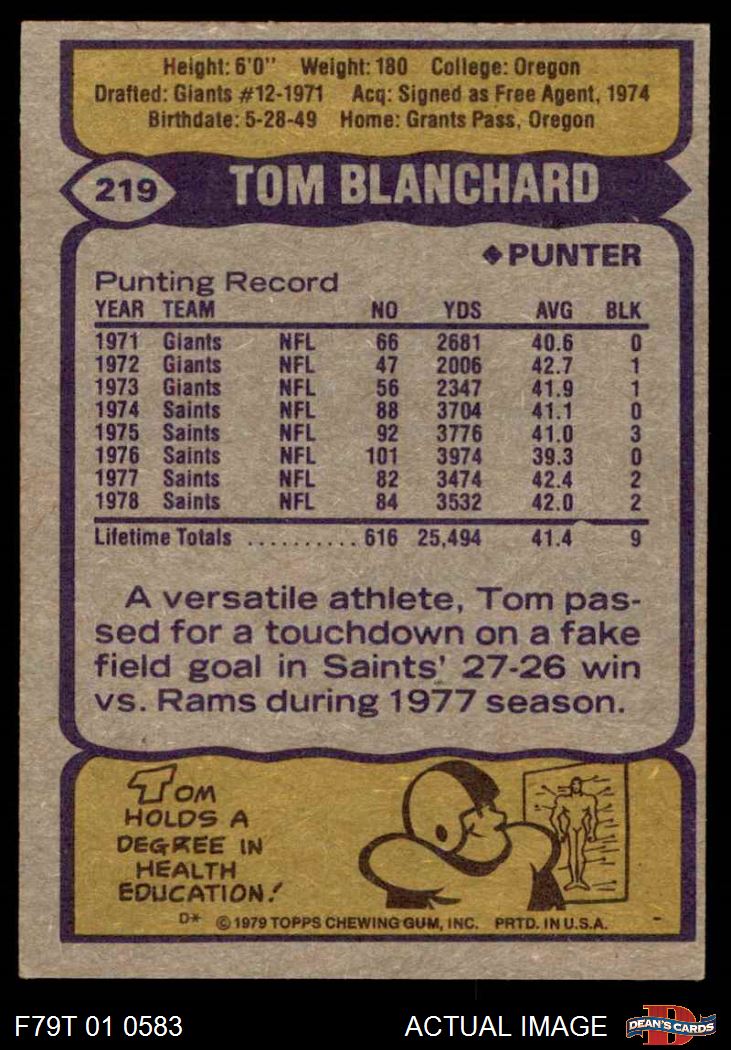 Height: 6'0" Weight: 180 College: Oregon
Drafted: Giants #12-1971 Acq: Signed as Free Agent, 1974
Birthdate: 5-28-49 Home: Grants Pass, Oregon
219 TOM BLANCHARD
◆PUNTER
Punting Record
YEAR TEAM NO YDS AVG BLK
1971 Giants NFL 66 2681 40.6 0
1972 Giants NFL 47 2006 42.7 1
1973 Giants NFL 56 2347 41.9 1
1974 Saints NFL 88 3704 41.1 0
1975 Saints NFL 92 3776 41.0 3
1976 Saints NFL 101 3974 39.3 0
1977 Saints NFL 82 3474 42.4 2
1978 Saints NFL 84 3532 42.0 2
Lifetime Totals .......... 616 25,494 41.4 9
A versatile athlete, Tom pas-
sed for a touchdown on a fake
field goal in Saints' 27-26 win
vs. Rams during 1977 season.
TOM
HOLDS A
DEGREE IN
HEALTH
EDUCATION!
D* © 1979 TOPPS CHEWING GUM, INC. PRTD. IN U.S.A.
F79T 01 0583 ACTUAL IMAGE DEAN'S CARDS